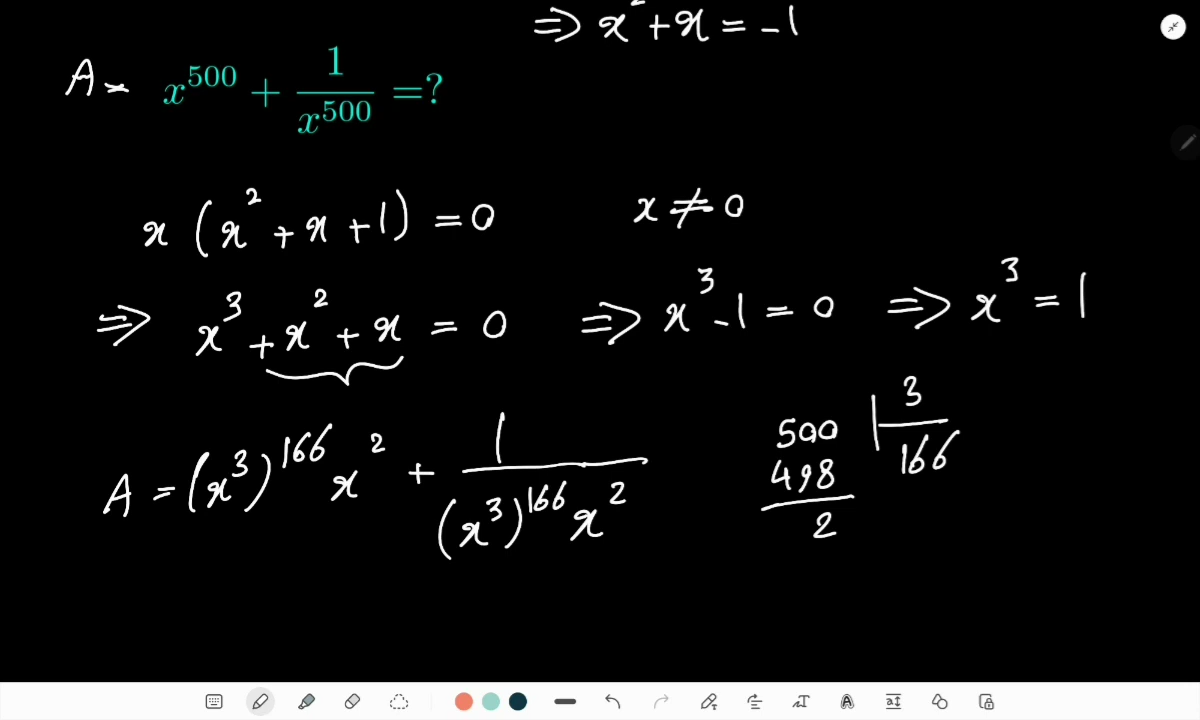 ⇒ x² + x = -1
A = x^500 + 1/x^500 = ?
x(x² + x + 1) = 0    x ≠ 0
⇒ x³ + x² + x = 0    ⇒ x³ - 1 = 0    ⇒ x³ = 1
A = (x³)^166 x² + 1/((x³)^166 x²)
500 | 3
498   166
2